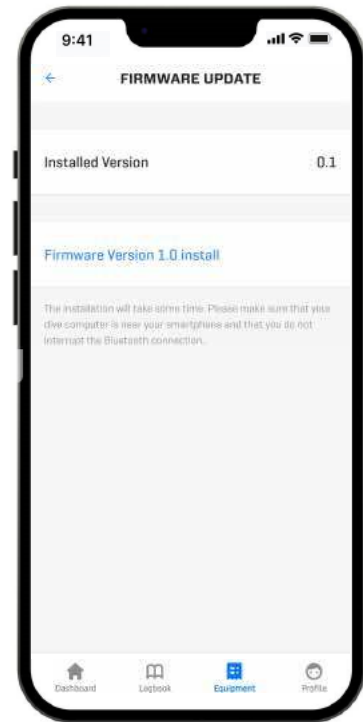 9:41
FIRMWARE UPDATE
Installed Version 0.1
Firmware Version 1.0 install
The installation will take some time. Please make sure that your
dive computer is near your smartphone and that you do not
interrupt the Bluetooth connection.
Dashboard Logbook Equipment Profile